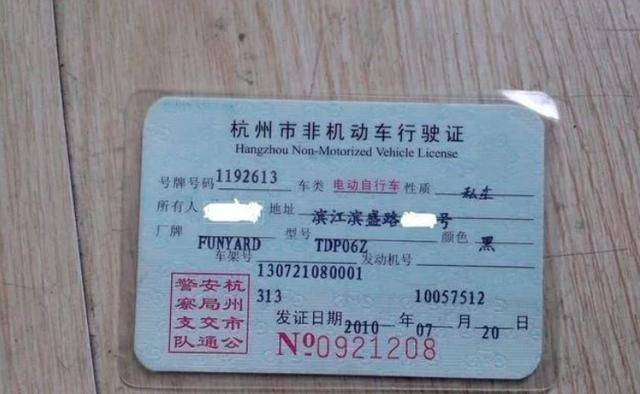 杭州市非机动车行驶证
Hangzhou Non-Motorized Vehicle License
号牌号码 1192613 车类 电动自行车 性质 私车
所有人 地址 滨江滨盛路 号
厂牌 FUNYARD 型号 TDP06Z 颜色 黑
车架号 130721080001 发动机号
313 10057512
发证日期 2010 年 07 月 20 日
杭州市公
安局交通
警察支队
№0921208